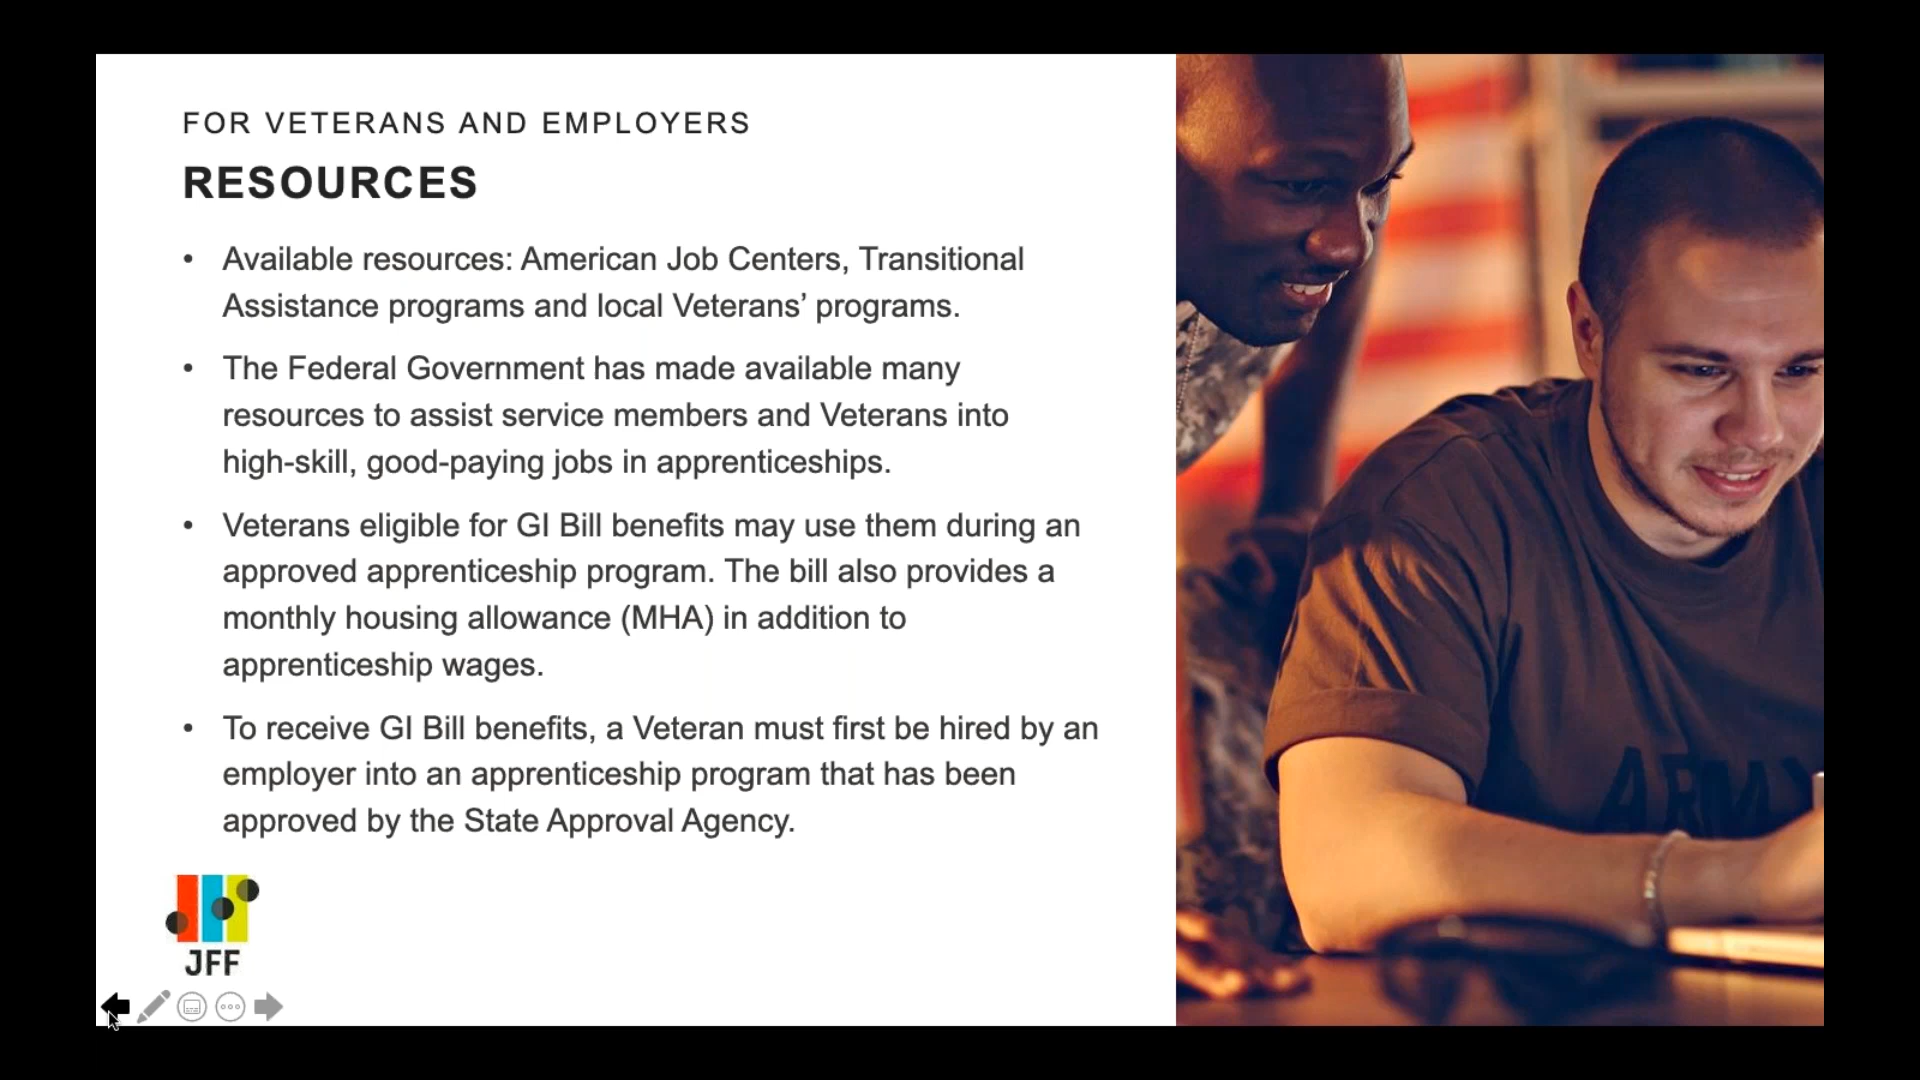 FOR VETERANS AND EMPLOYERS
RESOURCES
• Available resources: American Job Centers, Transitional
Assistance programs and local Veterans’ programs.
• The Federal Government has made available many
resources to assist service members and Veterans into
high-skill, good-paying jobs in apprenticeships.
• Veterans eligible for GI Bill benefits may use them during an
approved apprenticeship program. The bill also provides a
monthly housing allowance (MHA) in addition to
apprenticeship wages.
• To receive GI Bill benefits, a Veteran must first be hired by an
employer into an apprenticeship program that has been
approved by the State Approval Agency.
ARMY
JFF